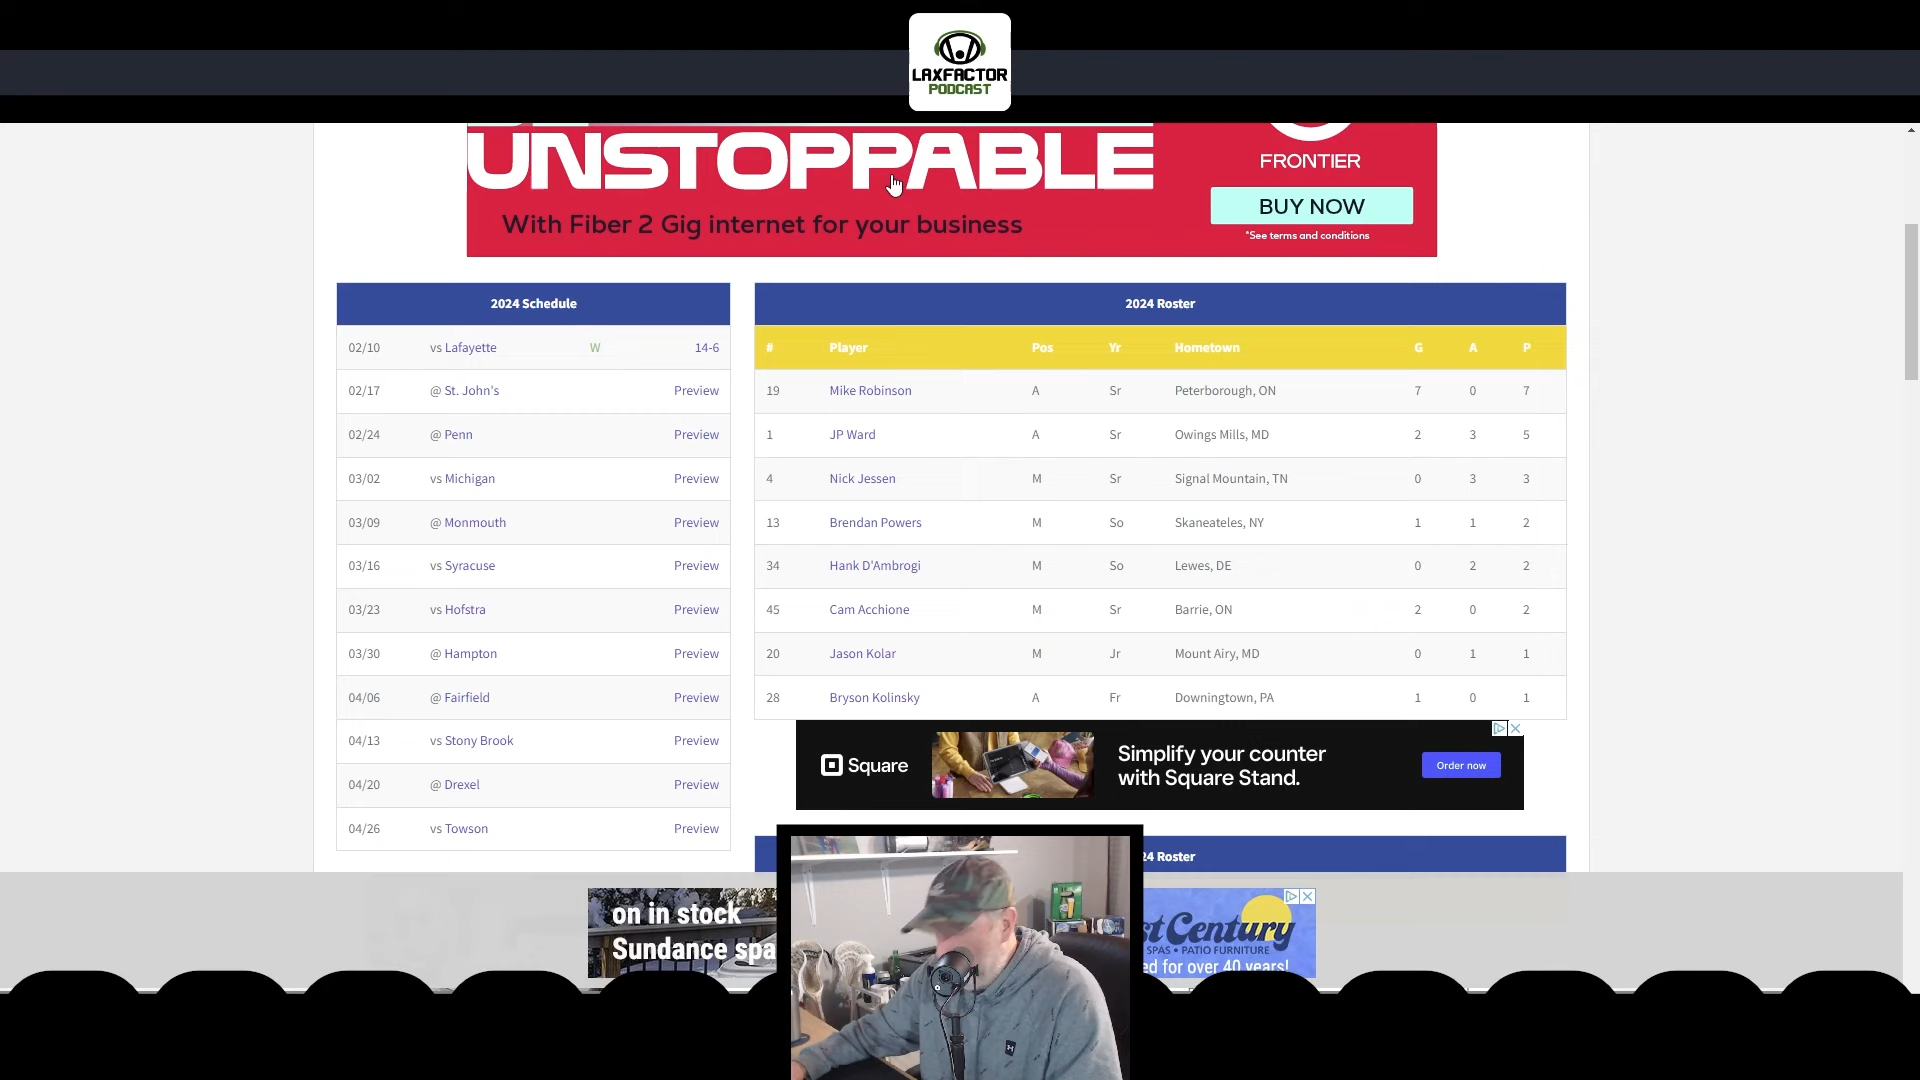 LAXFACTOR
PODCAST
UNSTOPPABLE
With Fiber 2 Gig internet for your business
FRONTIER
BUY NOW
*See terms and conditions
2024 Schedule
02/10 vs Lafayette W 14-6
02/17 @ St. John's Preview
02/24 @ Penn Preview
03/02 vs Michigan Preview
03/09 @ Monmouth Preview
03/16 vs Syracuse Preview
03/23 vs Hofstra Preview
03/30 @ Hampton Preview
04/06 @ Fairfield Preview
04/13 vs Stony Brook Preview
04/20 @ Drexel Preview
04/26 vs Towson Preview
2024 Roster
# Player Pos Yr Hometown G A P
19 Mike Robinson A Sr Peterborough, ON 7 0 7
1 JP Ward A Sr Owings Mills, MD 2 3 5
4 Nick Jessen M Sr Signal Mountain, TN 0 3 3
13 Brendan Powers M So Skaneateles, NY 1 1 2
34 Hank D'Ambrogi M So Lewes, DE 0 2 2
45 Cam Acchione M Sr Barrie, ON 2 0 2
20 Jason Kolar M Jr Mount Airy, MD 0 1 1
28 Bryson Kolinsky A Fr Downingtown, PA 1 0 1
Square
Simplify your counter
with Square Stand.
Order now
24 Roster
on in stock
Sundance spa
st Century
SPAS • PATIO FURNITURE
ed for over 40 years!